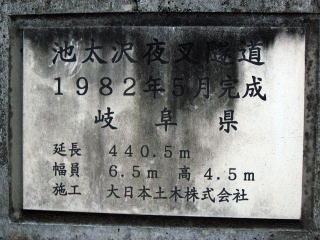 池太沢夜叉隧道
1982年5月完成
岐阜県
延長 440.5m
幅員 6.5m 高 4.5m
施工 大日本土木株式会社